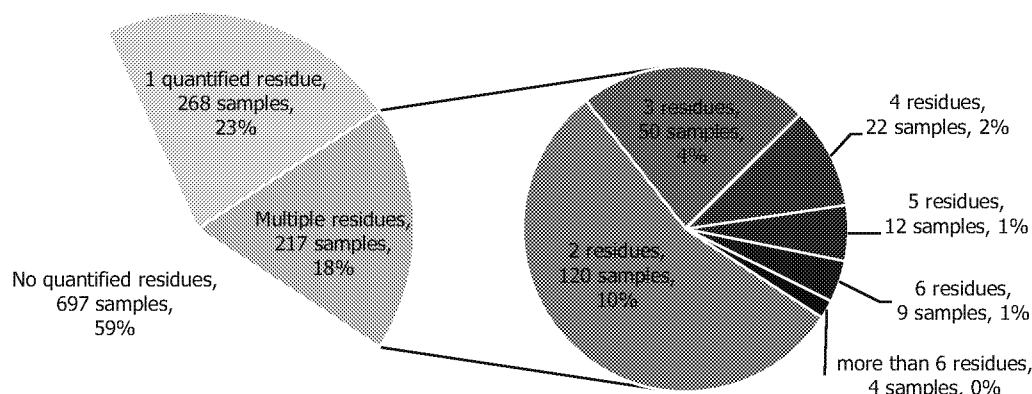 1 quantified residue,
268 samples,
23%
Multiple residues,
217 samples,
18%
No quantified residues,
697 samples,
59%
3 residues,
50 samples,
4%
2 residues,
120 samples,
10%
4 residues,
22 samples, 2%
5 residues,
12 samples, 1%
6 residues,
9 samples, 1%
more than 6 residues,
4 samples, 0%